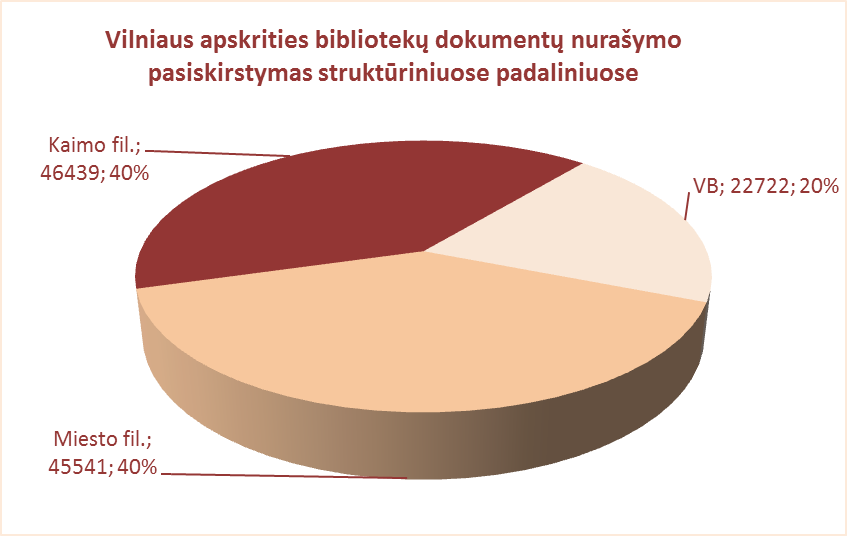 Vilniaus apskrities bibliotekų dokumentų nurašymo
pasiskirstymas struktūriniuose padaliniuose
Kaimo fil.;
46439; 40%
VB; 22722; 20%
Miesto fil.;
45541; 40%